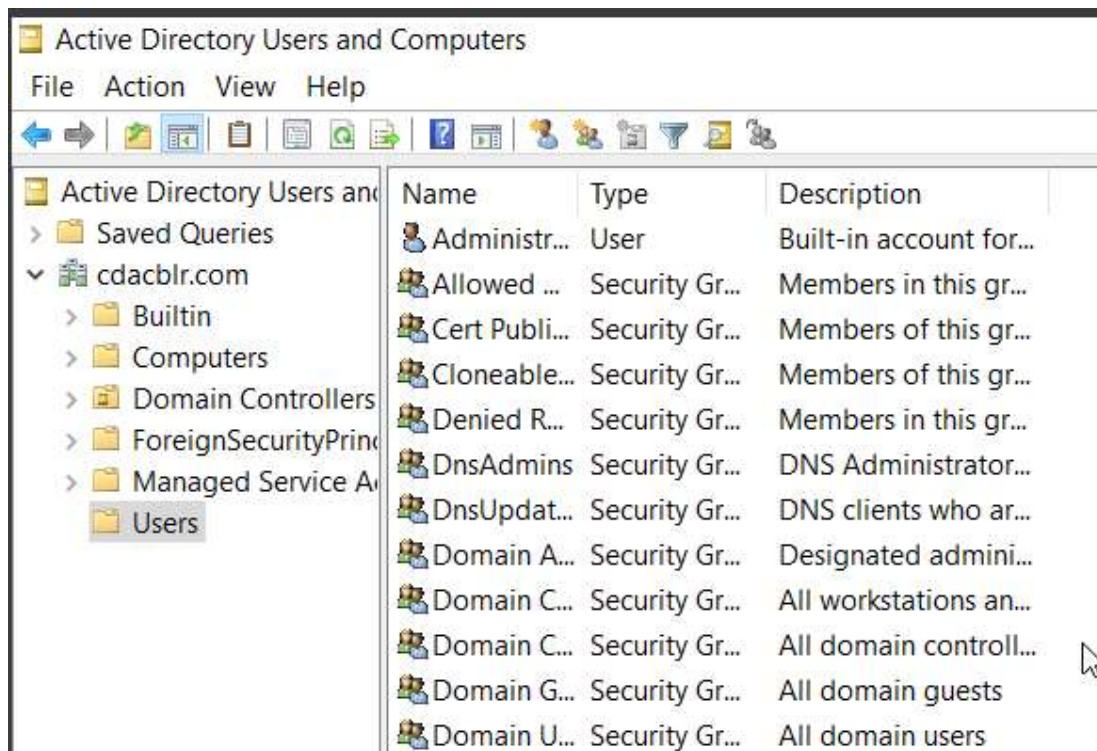 Active Directory Users and Computers
File Action View Help
Active Directory Users and
Saved Queries
cdacblr.com
Builtin
Computers
Domain Controllers
ForeignSecurityPrinc
Managed Service A
Users
Name Type Description
Administr... User Built-in account for...
Allowed ... Security Gr... Members in this gr...
Cert Publi... Security Gr... Members of this gr...
Cloneable... Security Gr... Members of this gr...
Denied R... Security Gr... Members in this gr...
DnsAdmins Security Gr... DNS Administrator...
DnsUpdat... Security Gr... DNS clients who ar...
Domain A... Security Gr... Designated admini...
Domain C... Security Gr... All workstations an...
Domain C... Security Gr... All domain controll...
Domain G... Security Gr... All domain guests
Domain U... Security Gr... All domain users